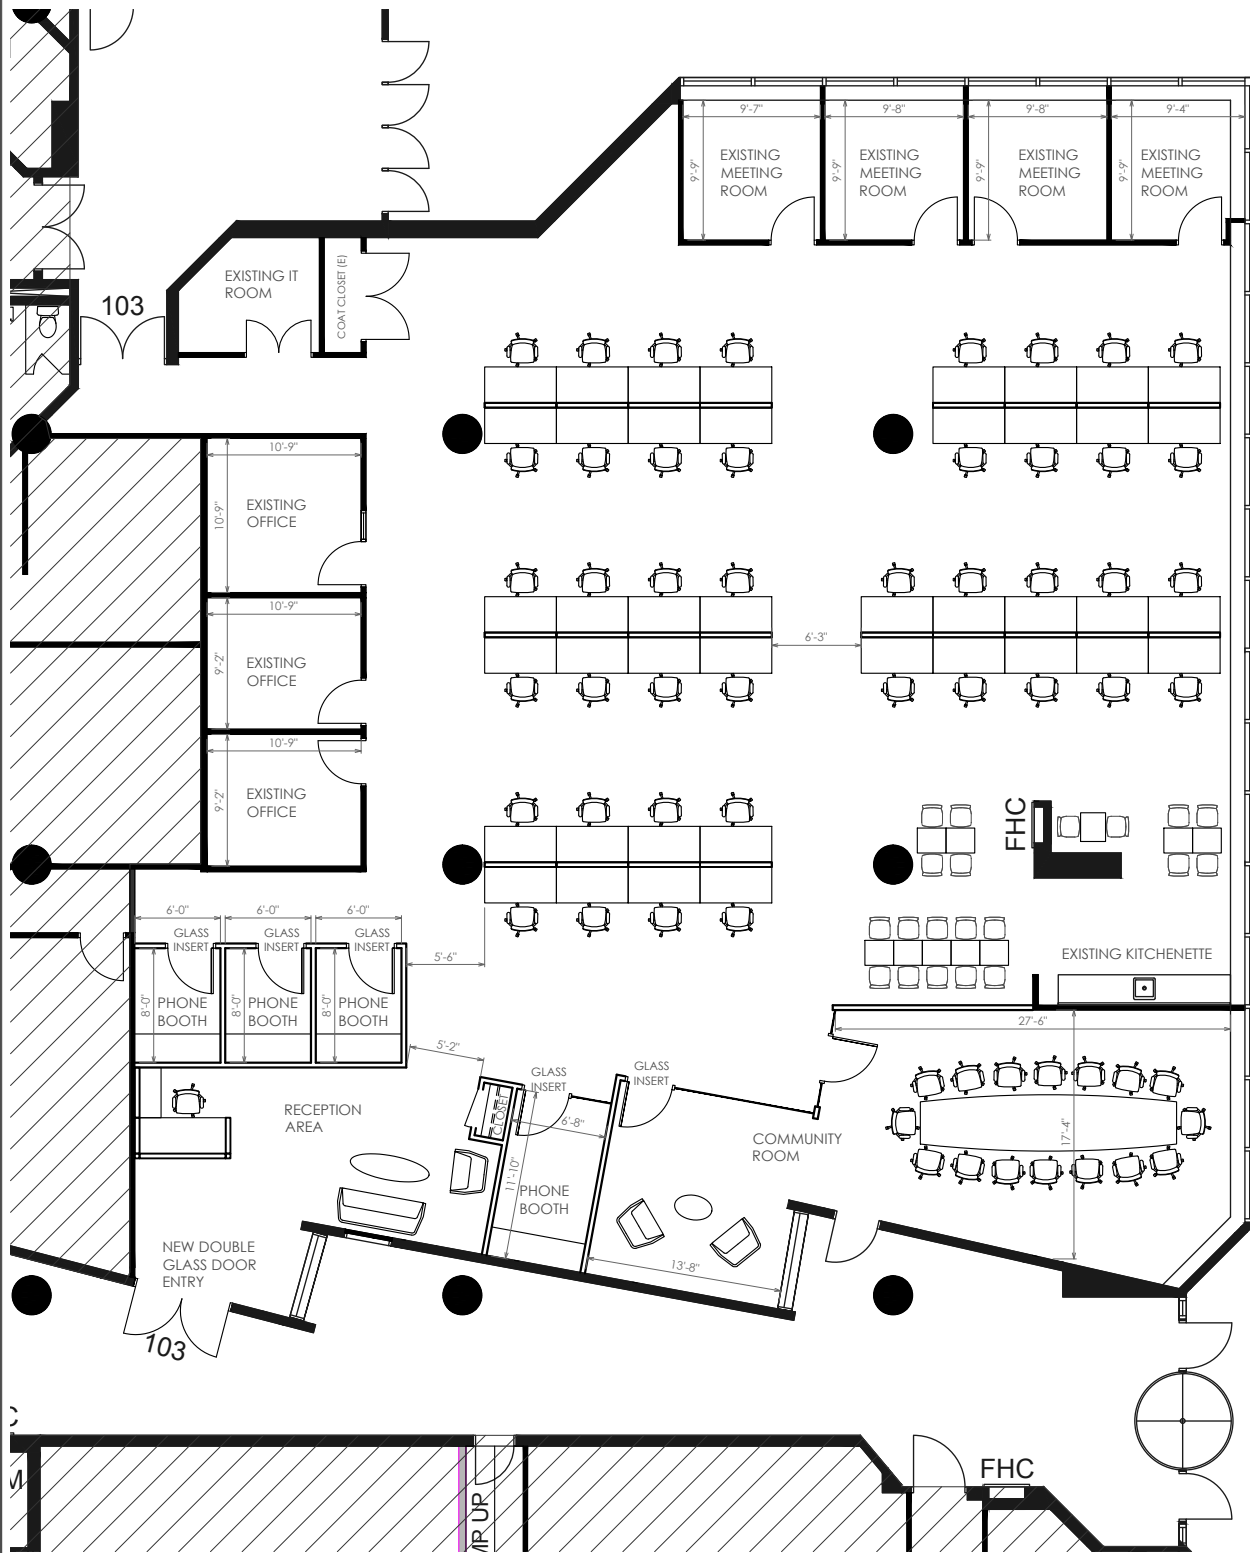 9'-7"
9'-8"
9'-8"
9'-4"
9'-9"
9'-9"
9'-9"
9'-9"
EXISTING
MEETING
ROOM
EXISTING
MEETING
ROOM
EXISTING
MEETING
ROOM
EXISTING
MEETING
ROOM
EXISTING IT
ROOM
COAT CLOSET (E)
103
10'-9"
10'-9"
EXISTING
OFFICE
10'-9"
9'-2"
EXISTING
OFFICE
6'-3"
10'-9"
9'-2"
EXISTING
OFFICE
FHC
6'-0"
6'-0"
6'-0"
GLASS
INSERT
GLASS
INSERT
GLASS
INSERT
5'-6"
EXISTING KITCHENETTE
8'-0"
PHONE
BOOTH
8'-0"
PHONE
BOOTH
8'-0"
PHONE
BOOTH
27'-6"
5'-2"
GLASS
INSERT
GLASS
INSERT
RECEPTION
AREA
CLOSET
6'-8"
11'-10"
PHONE
BOOTH
COMMUNITY
ROOM
17'-4"
NEW DOUBLE
GLASS DOOR
ENTRY
13'-8"
103
FHC
C
M
MP UP